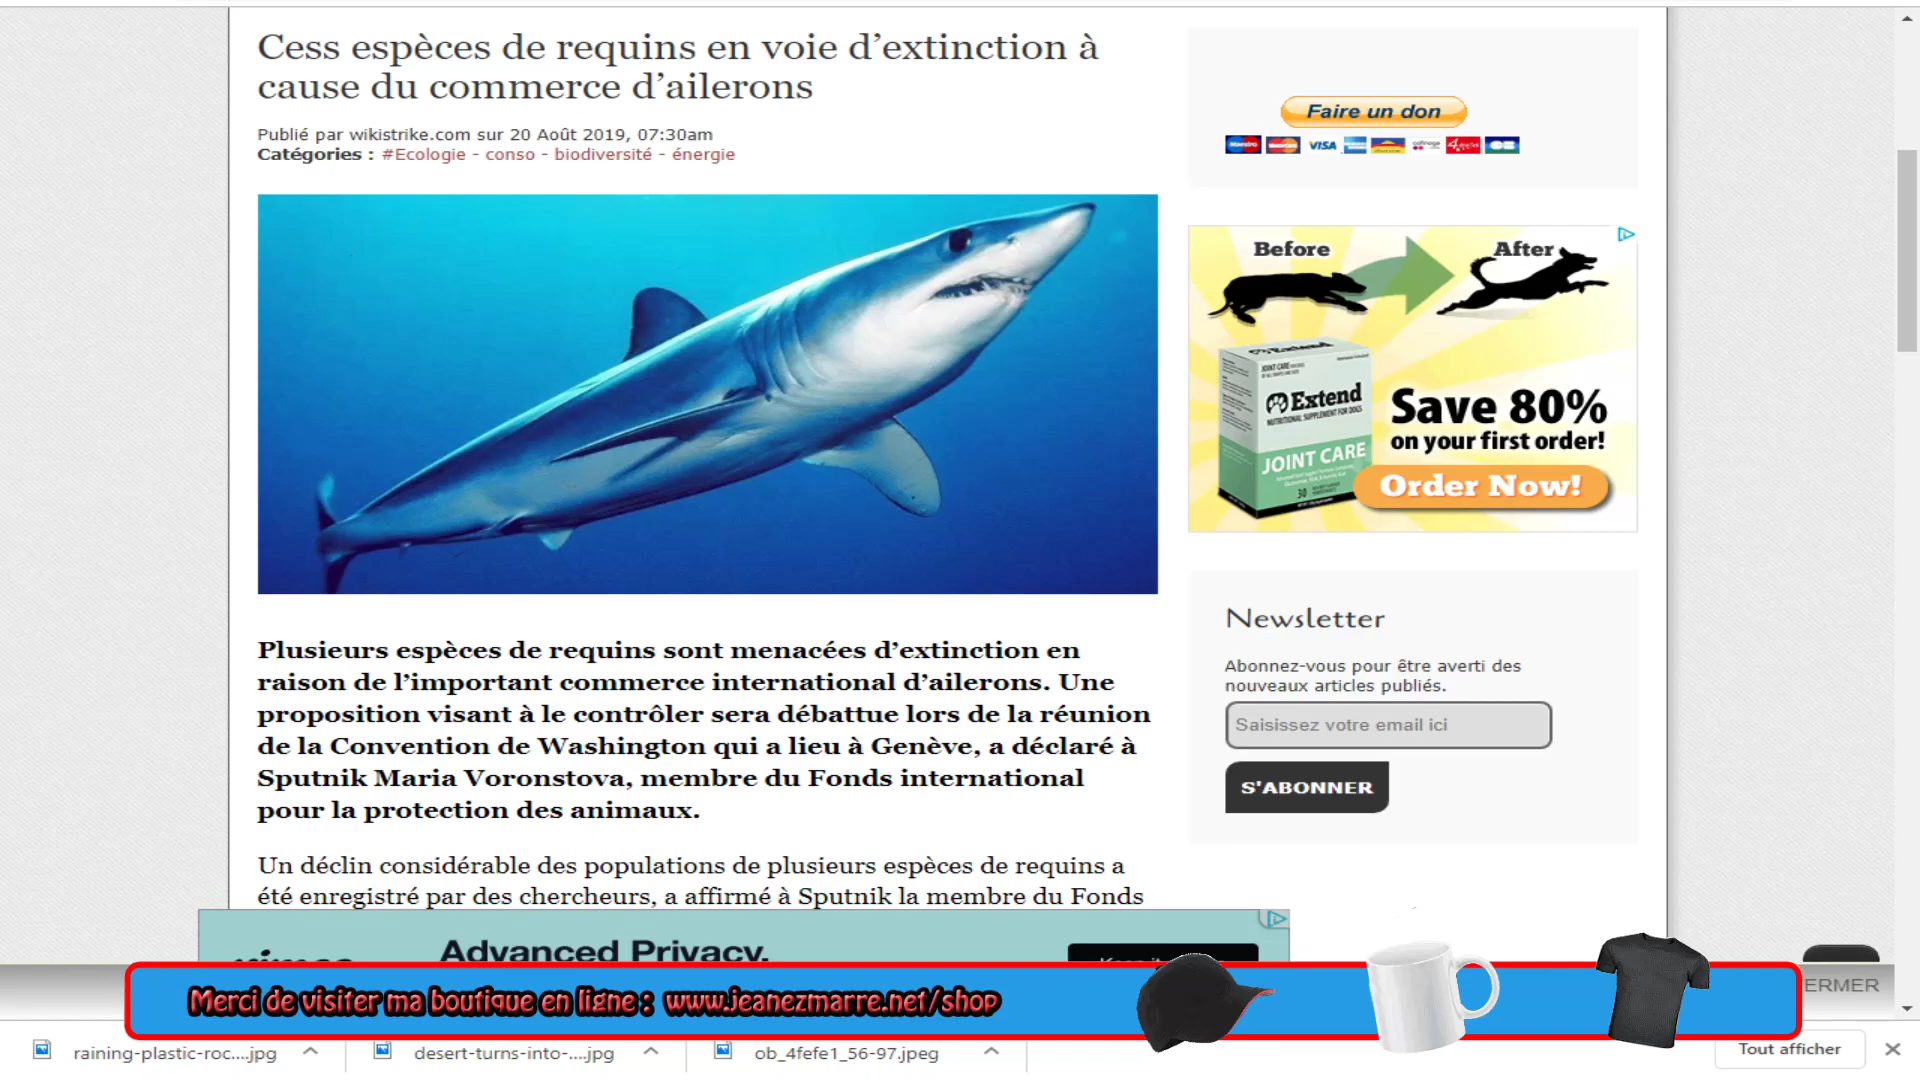 Cess espèces de requins en voie d’extinction à
cause du commerce d’ailerons
Publié par wikistrike.com sur 20 Août 2019, 07:30am
Catégories : #Ecologie - conso - biodiversité - énergie
Plusieurs espèces de requins sont menacées d’extinction en
raison de l’important commerce international d’ailerons. Une
proposition visant à le contrôler sera débattue lors de la réunion
de la Convention de Washington qui a lieu à Genève, a déclaré à
Sputnik Maria Voronstova, membre du Fonds international
pour la protection des animaux.
Un déclin considérable des populations de plusieurs espèces de requins a
été enregistré par des chercheurs, a affirmé à Sputnik la membre du Fonds
Faire un don
Maestro
VISA
Before
After
Extend
NUTRITIONAL SUPPLEMENT FOR DOGS
JOINT CARE
30
Save 80%
on your first order!
Order Now!
Newsletter
Abonnez-vous pour être averti des
nouveaux articles publiés.
Saisissez votre email ici
S'ABONNER
Advanced Privacy.
Merci de visiter ma boutique en ligne : www.jeanezmarre.net/shop
ERMER
raining-plastic-roc....jpg
desert-turns-into-....jpg
ob_4fefe1_56-97.jpeg
Tout afficher